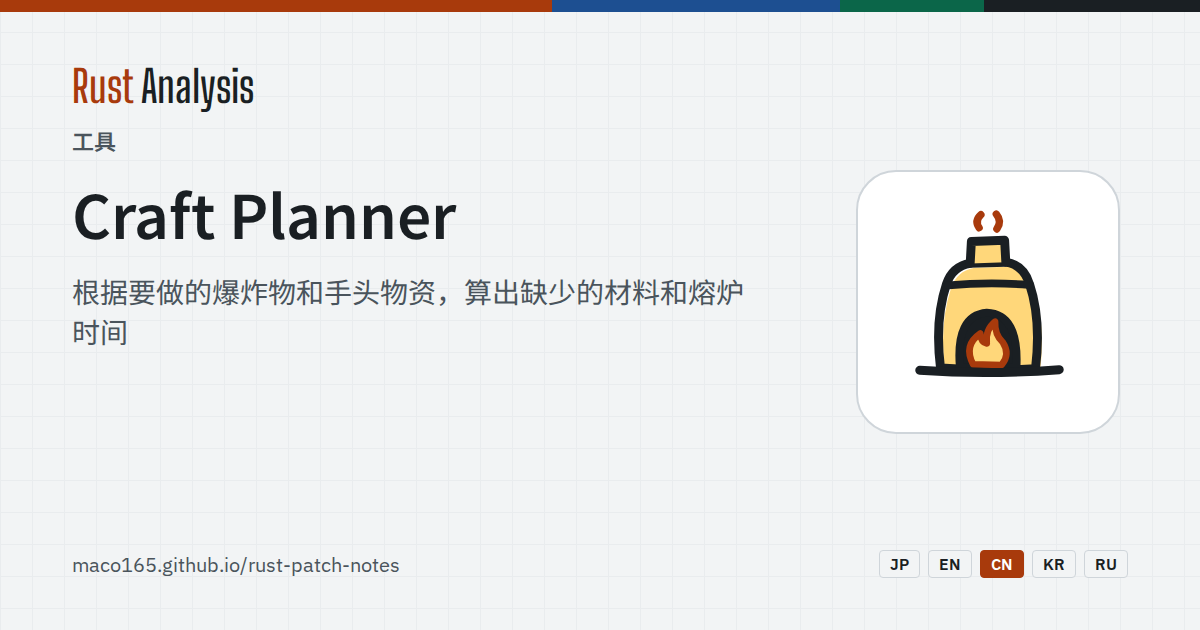 Rust Analysis
工具
Craft Planner
根据要做的爆炸物和手头物资，算出缺少的材料和熔炉
时间
maco165.github.io/rust-patch-notes
JP EN CN KR RU